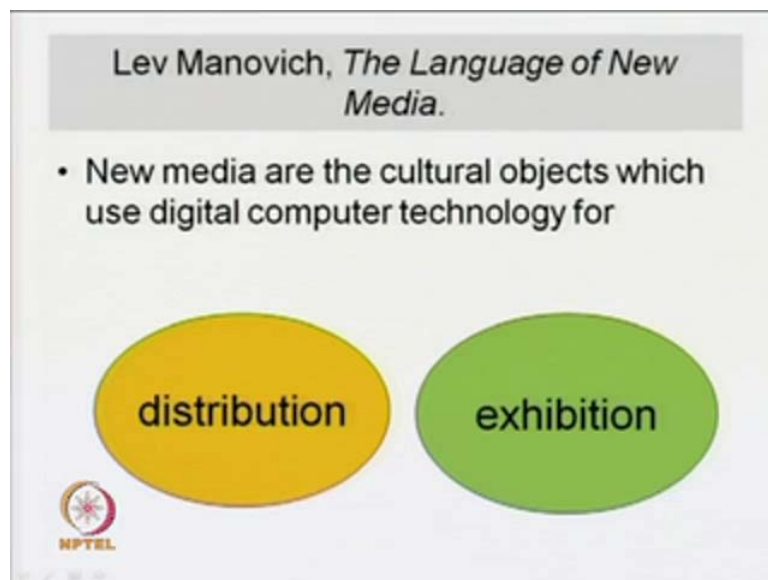 Lev Manovich, The Language of New
Media.
• New media are the cultural objects which
use digital computer technology for
distribution
exhibition
NPTEL